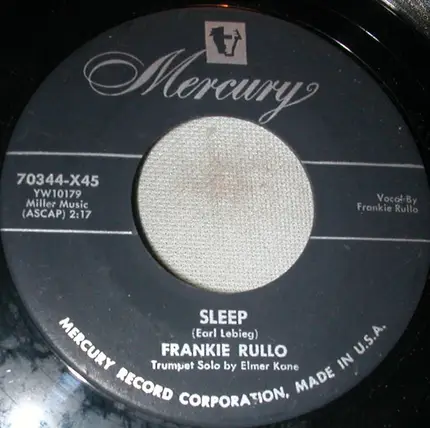 Mercury
70344-X45
YW10179
Miller Music
(ASCAP) 2:17
Vocal By
Frankie Rullo
SLEEP
(Earl Lebieg)
FRANKIE RULLO
Trumpet Solo by Elmer Kane
MERCURY RECORD CORPORATION, MADE IN U.S.A.